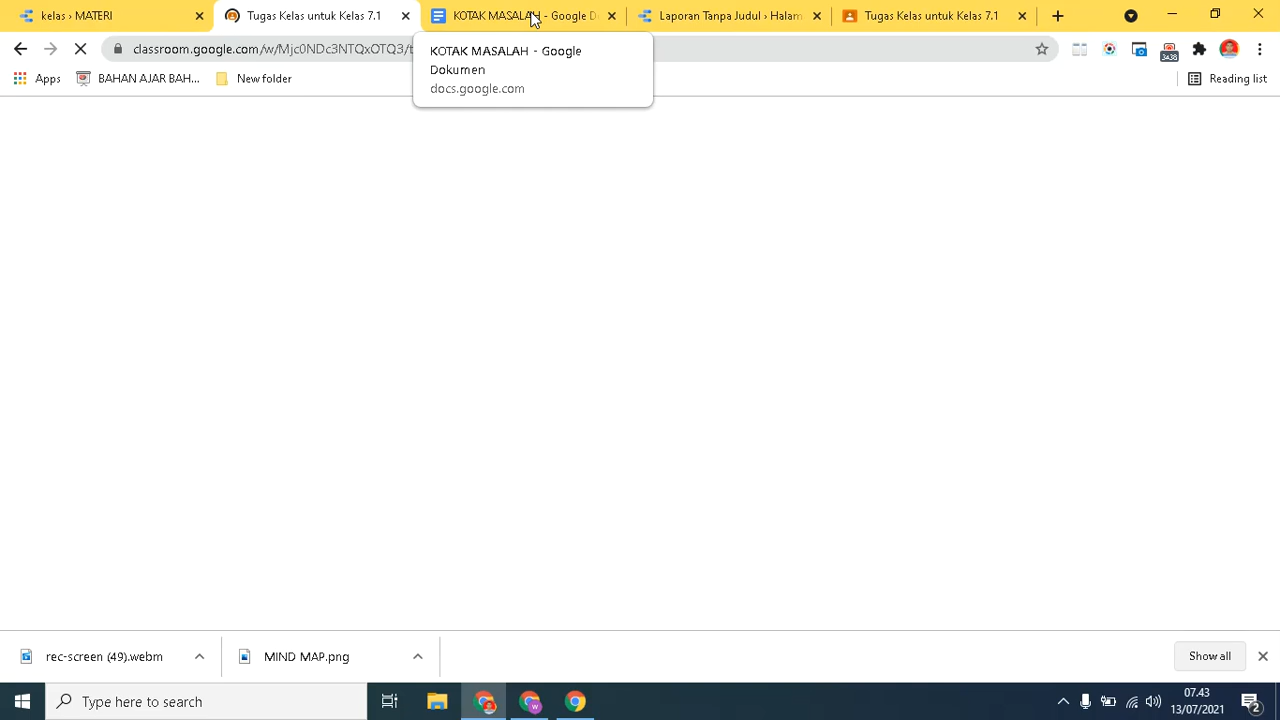 kelas › MATERI
Tugas Kelas untuk Kelas 7.1
KOTAK MASALAH - Google D
Laporan Tanpa Judul › Halam
Tugas Kelas untuk Kelas 7.1
classroom.google.com/w/Mjc0NDc3NTQxOTQ3/t
KOTAK MASALAH - Google
Dokumen
docs.google.com
3438
Apps
BAHAN AJAR BAH...
New folder
Reading list
rec-screen (49).webm
MIND MAP.png
Show all
Type here to search
W
07.43
13/07/2021
2